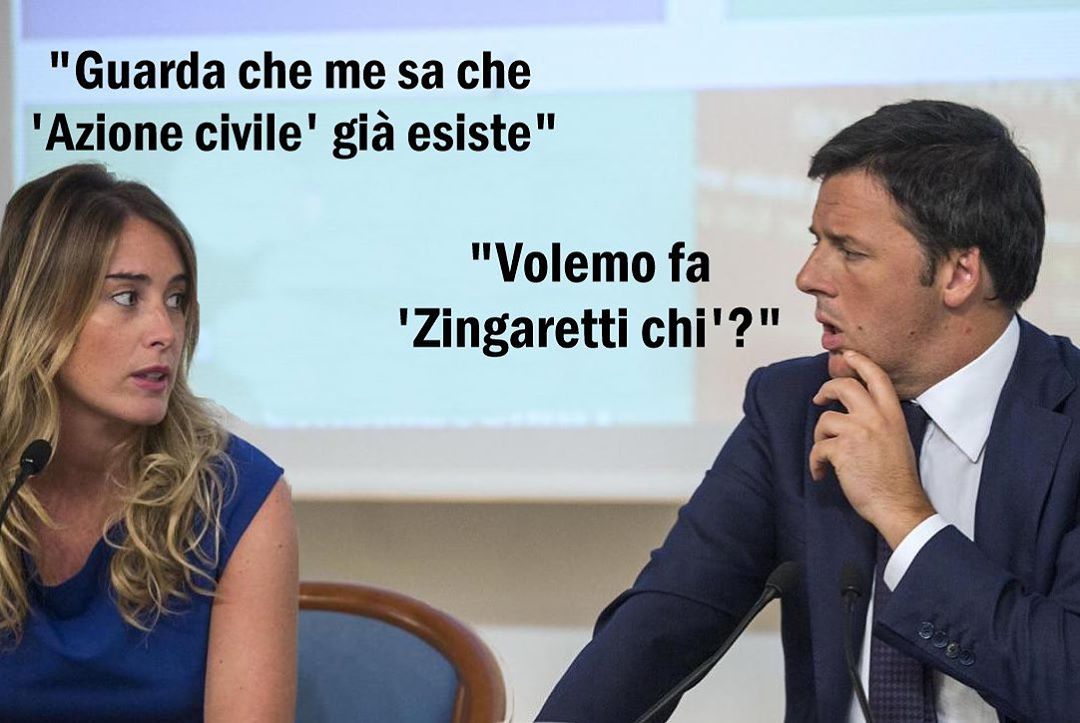 "Guarda che me sa che
'Azione civile' già esiste"
"Volemo fa
'Zingaretti chi'?"